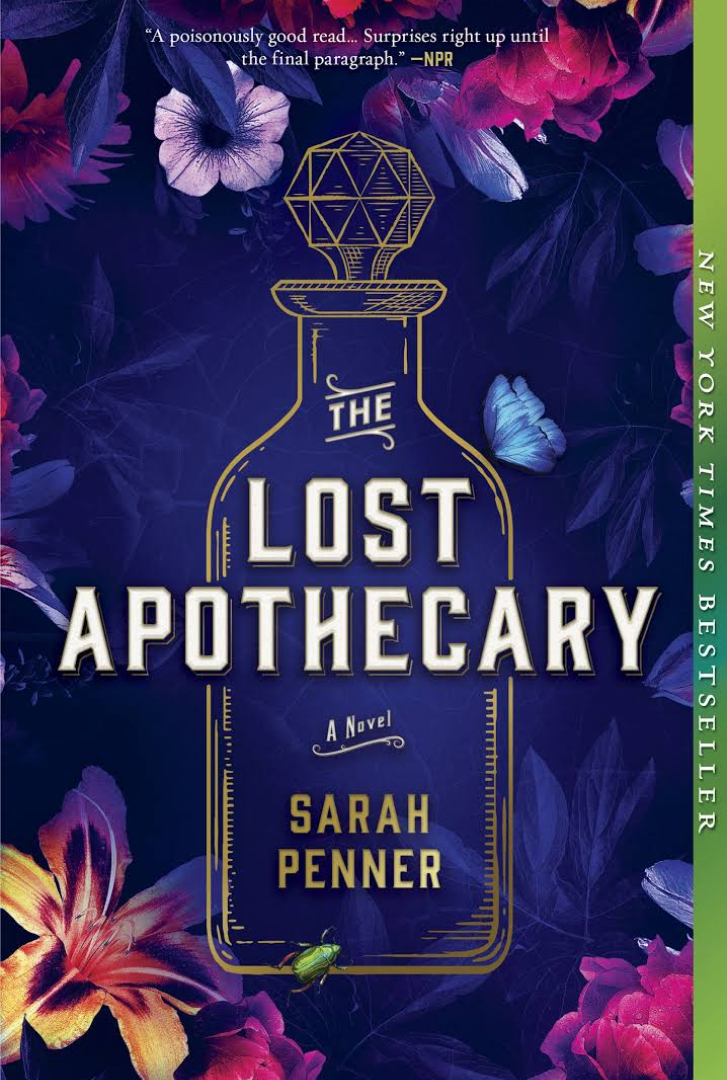 “A poisonously good read... Surprises right up until
the final paragraph.” —NPR
THE
LOST
APOTHECARY
A Novel
SARAH
PENNER
NEW YORK TIMES BESTSELLER